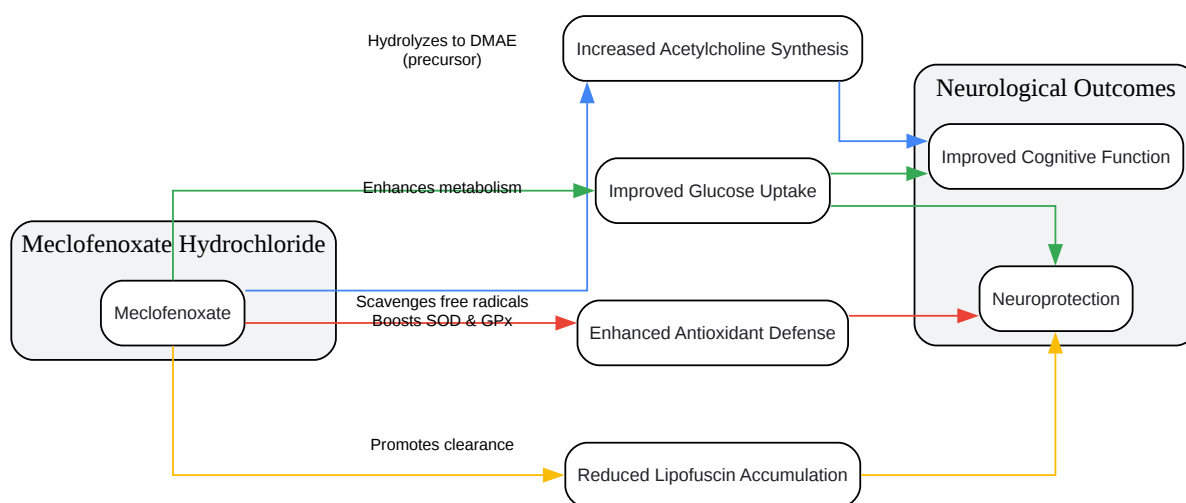 Hydrolyzes to DMAE
(precursor)
Increased Acetylcholine Synthesis
Neurological Outcomes
Improved Cognitive Function
Enhances metabolism
Improved Glucose Uptake
Meclofenoxate Hydrochloride
Meclofenoxate
Scavenges free radicals
Boosts SOD & GPx
Enhanced Antioxidant Defense
Neuroprotection
Promotes clearance
Reduced Lipofuscin Accumulation